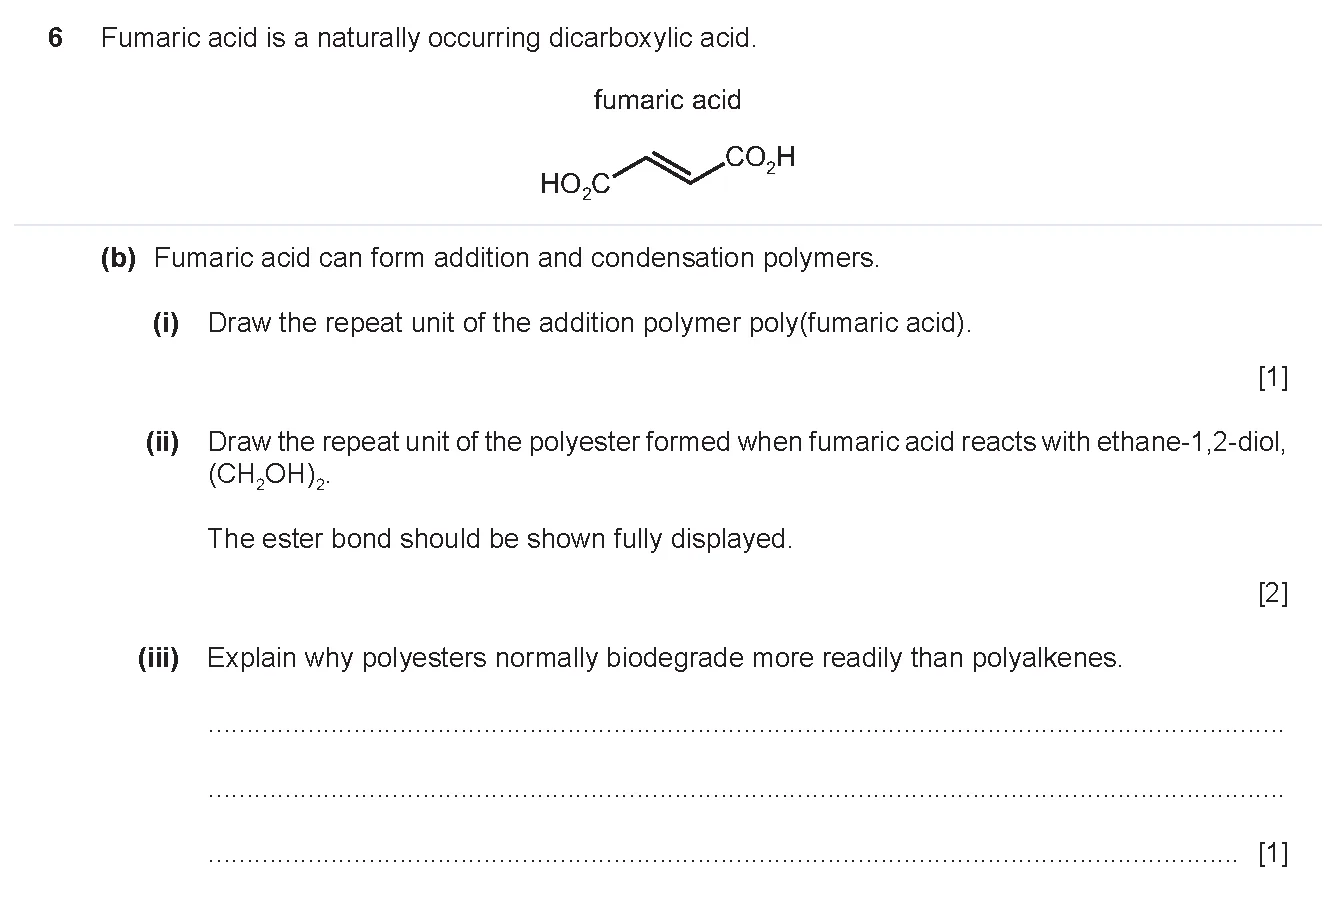 6 Fumaric acid is a naturally occurring dicarboxylic acid.
fumaric acid
HO₂C CO₂H
(b) Fumaric acid can form addition and condensation polymers.
(i) Draw the repeat unit of the addition polymer poly(fumaric acid).
[1]
(ii) Draw the repeat unit of the polyester formed when fumaric acid reacts with ethane-1,2-diol,
(CH₂OH)₂.
The ester bond should be shown fully displayed.
[2]
(iii) Explain why polyesters normally biodegrade more readily than polyalkenes.
[1]